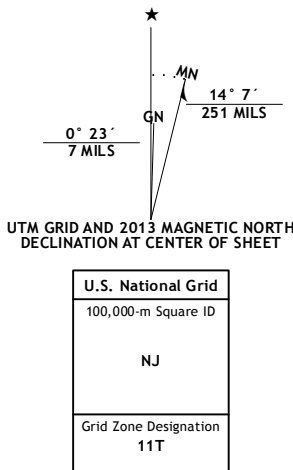 ★
MN
GN
14° 7´
251 MILS
0° 23´
7 MILS
UTM GRID AND 2013 MAGNETIC NORTH
DECLINATION AT CENTER OF SHEET
U.S. National Grid
100,000-m Square ID
NJ
Grid Zone Designation
11T